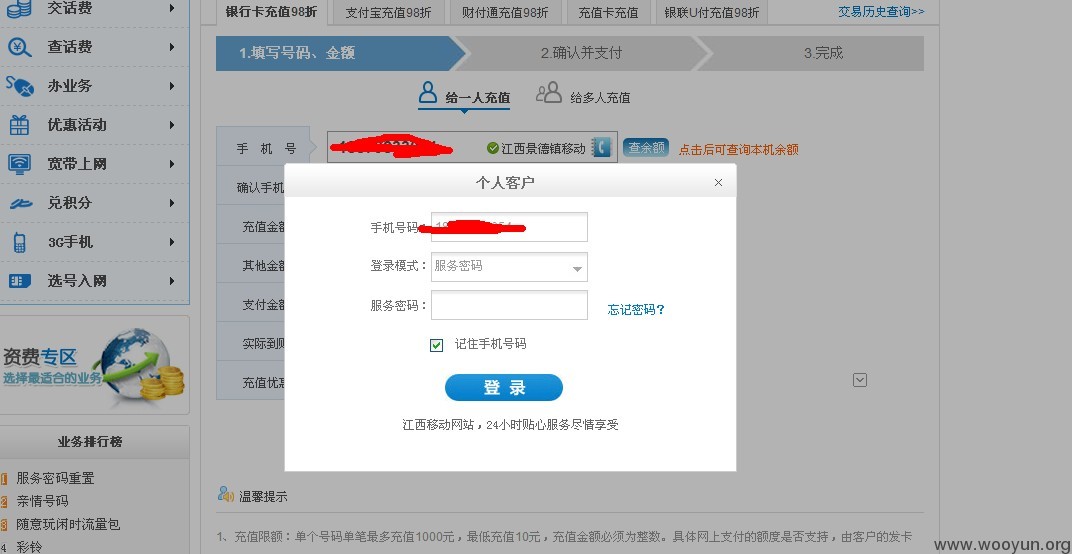 交话费
查话费
办业务
优惠活动
宽带上网
兑积分
3G手机
选号入网
资费专区
选择最适合的业务
业务排行榜
1 服务密码重置
2 亲情号码
3 随意玩闲时流量包
4 彩铃
银行卡充值98折 支付宝充值98折 财付通充值98折 充值卡充值 银联U付充值98折 交易历史查询>>
1.填写号码、金额 2.确认并支付 3.完成
给一人充值 给多人充值
手 机 号 江西景德镇移动 查余额 点击后可查询本机余额
确认手机
充值金额
其他金额
支付金额
实际到账
充值优惠
个人客户 ×
手机号码:
登录模式: 服务密码
服务密码: 忘记密码?
记住手机号码
登 录
江西移动网站,24小时贴心服务尽情享受
温馨提示
1、充值限额:单个号码单笔最多充值1000元,最低充值10元,充值金额必须为整数。具体网上支付的额度是否支持,由客户的发卡
www.wooyun.org